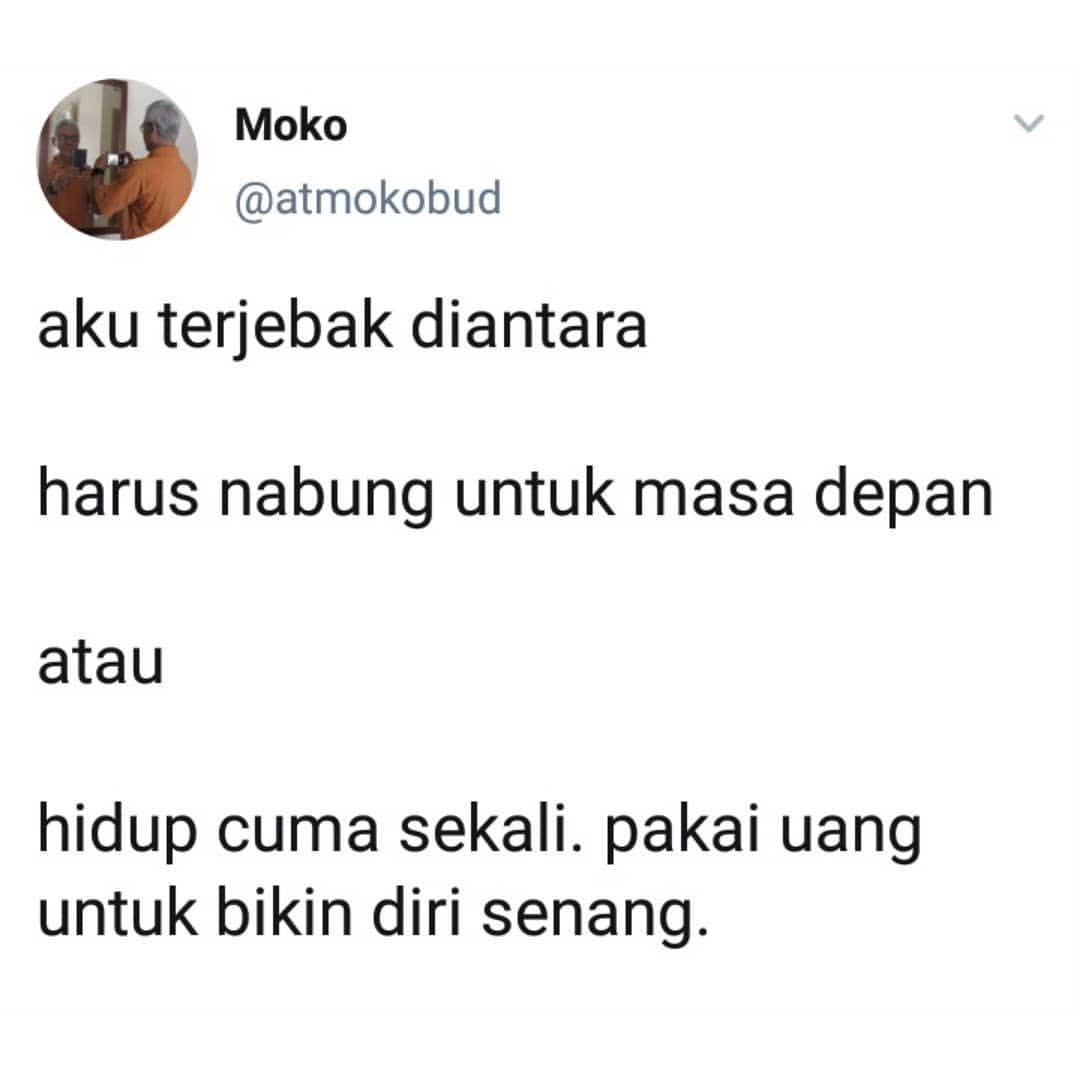 Moko
@atmokobud
aku terjebak diantara
harus nabung untuk masa depan
atau
hidup cuma sekali. pakai uang
untuk bikin diri senang.